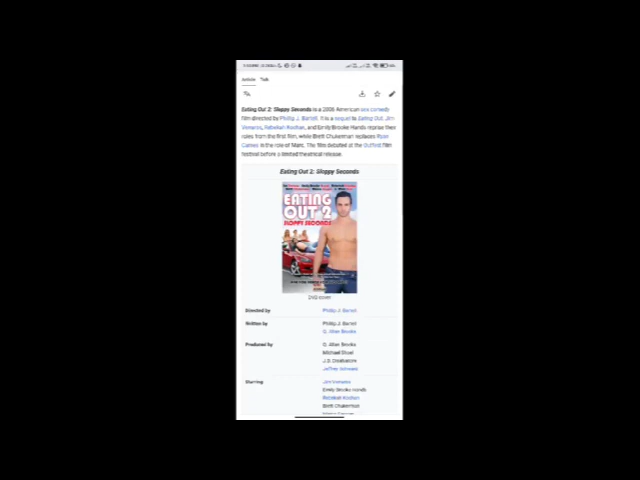 Article Talk
Eating Out 2: Sloppy Seconds is a 2006 American sex comedy
film directed by Phillip J. Bartell. It is a sequel to Eating Out. Jim
Verraros, Rebekah Kochan, and Emily Brooke Hands reprise their
roles from the first film, while Brett Chukerman replaces Ryan
Carnes in the role of Marc. The film debuted at the Outfest film
festival before a limited theatrical release.
Eating Out 2: Sloppy Seconds
EATING
OUT 2
SLOPPY SECONDS
DVD cover
Directed by Phillip J. Bartell
Written by Phillip J. Bartell
Q. Allan Brocka
Produced by Q. Allan Brocka
Michael Shoel
J.D. Disalvatore
Jeffrey Schwarz
Starring Jim Verraros
Emily Brooke Hands
Rebekah Kochan
Brett Chukerman